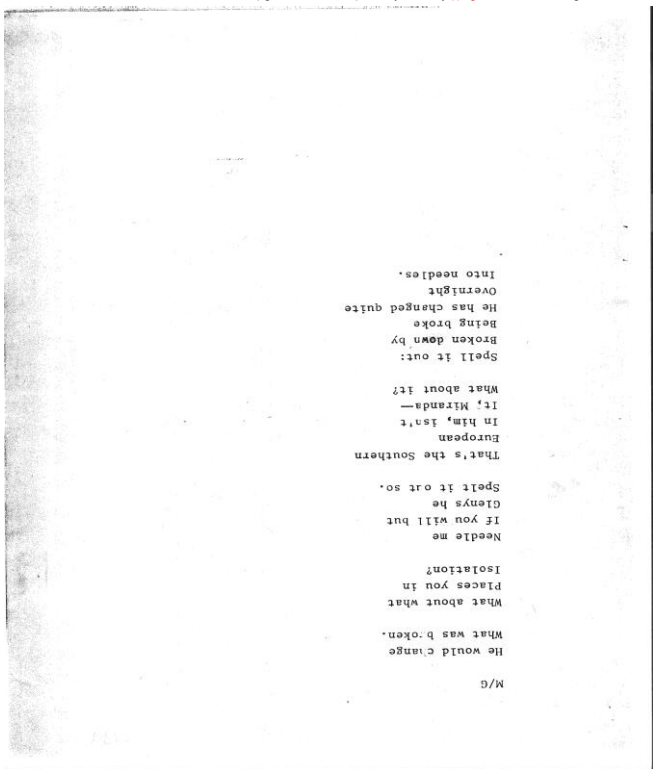 M/G
He would change
What was broken.
What about what
Places you in
Isolation?
Needle me
If you will but
Glenys he
Spelt it out so.
That's the Southern
European
In him, isn't
It, Miranda—
What about it?
Spell it out:
Broken down by
Being broke
He has changed quite
Overnight
Into needles.